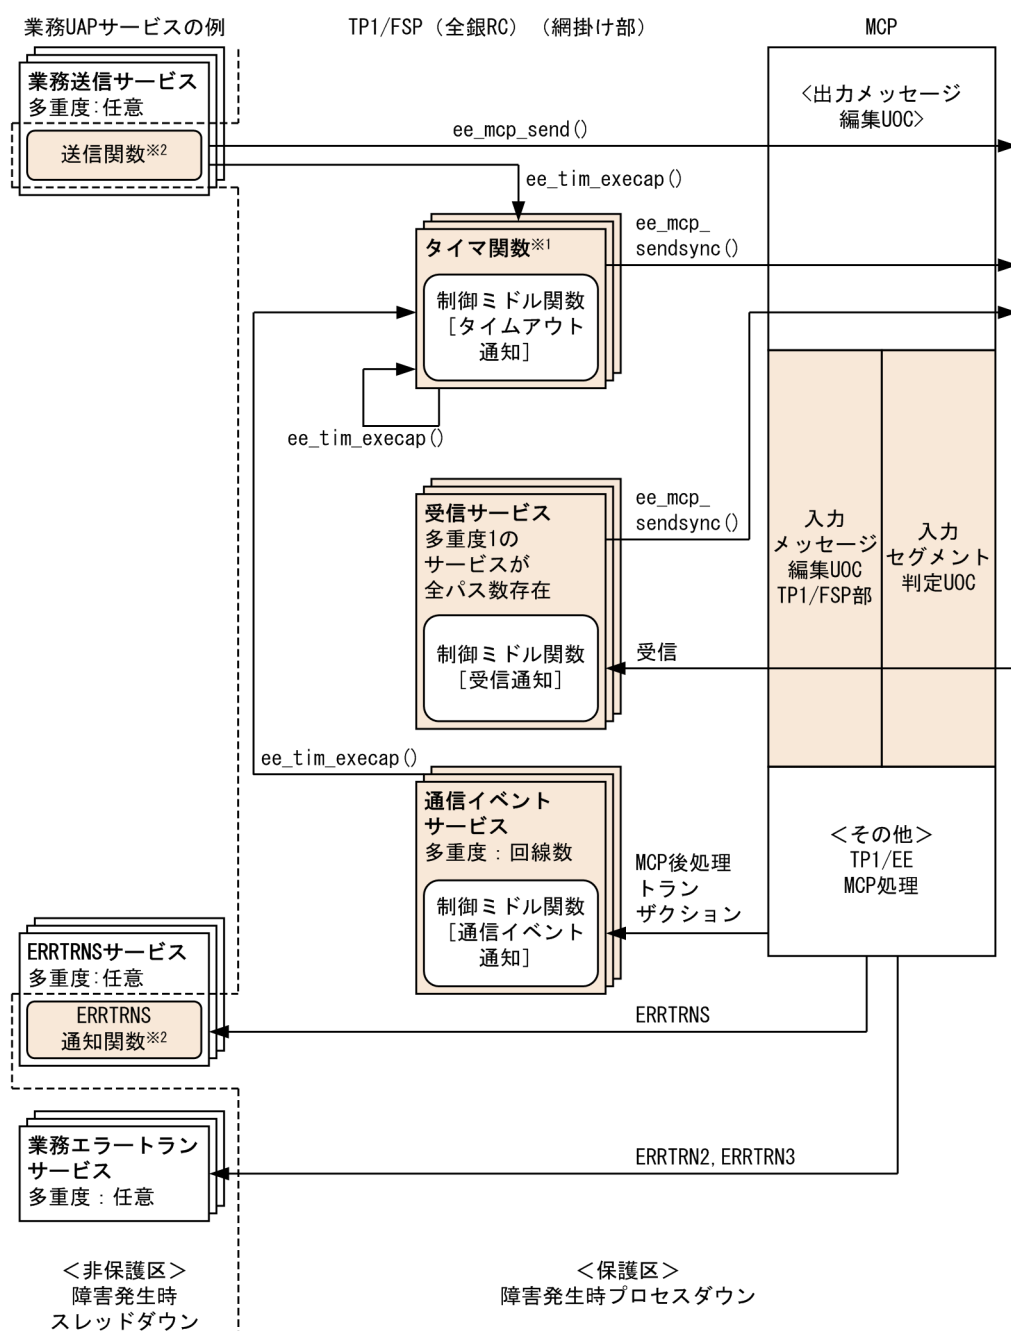 業務UAPサービスの例
TP1/FSP（全銀RC）（網掛け部）
MCP
業務送信サービス
多重度:任意
送信関数※2
ee_mcp_send()
ee_tim_execap()
<出力メッセージ
編集UOC>
タイマ関数※1
制御ミドル関数
[タイムアウト
通知]
ee_mcp_
sendsync()
ee_tim_execap()
受信サービス
多重度1の
サービスが
全パス数存在
制御ミドル関数
[受信通知]
ee_mcp_
sendsync()
受信
入力
メッセージ
編集UOC
TP1/FSP部
入力
セグメント
判定UOC
ee_tim_execap()
通信イベント
サービス
多重度：回線数
制御ミドル関数
[通信イベント
通知]
MCP後処理
トラン
ザクション
＜その他＞
TP1/EE
MCP処理
ERRTRNSサービス
多重度:任意
ERRTRNS
通知関数※2
ERRTRNS
業務エラートラン
サービス
多重度：任意
ERRTRN2,ERRTRN3
＜非保護区＞
障害発生時
スレッドダウン
＜保護区＞
障害発生時プロセスダウン